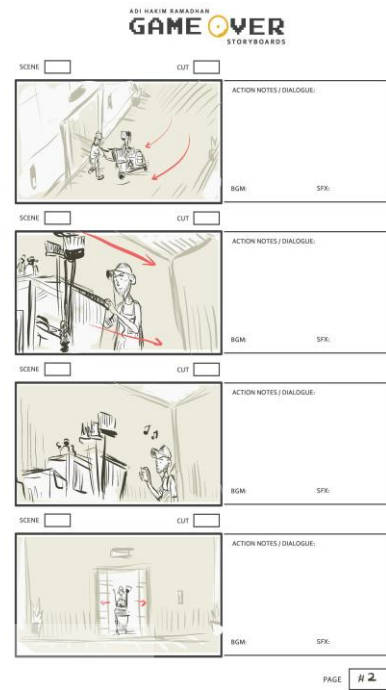 ADI HAKIM RAMADHAN
GAME OVER
STORYBOARDS
SCENE CUT
ACTION NOTES / DIALOGUE:
BGM: SFX:
SCENE CUT
ACTION NOTES / DIALOGUE:
BGM: SFX:
SCENE CUT
ACTION NOTES / DIALOGUE:
BGM: SFX:
SCENE CUT
ACTION NOTES / DIALOGUE:
BGM: SFX:
PAGE #2